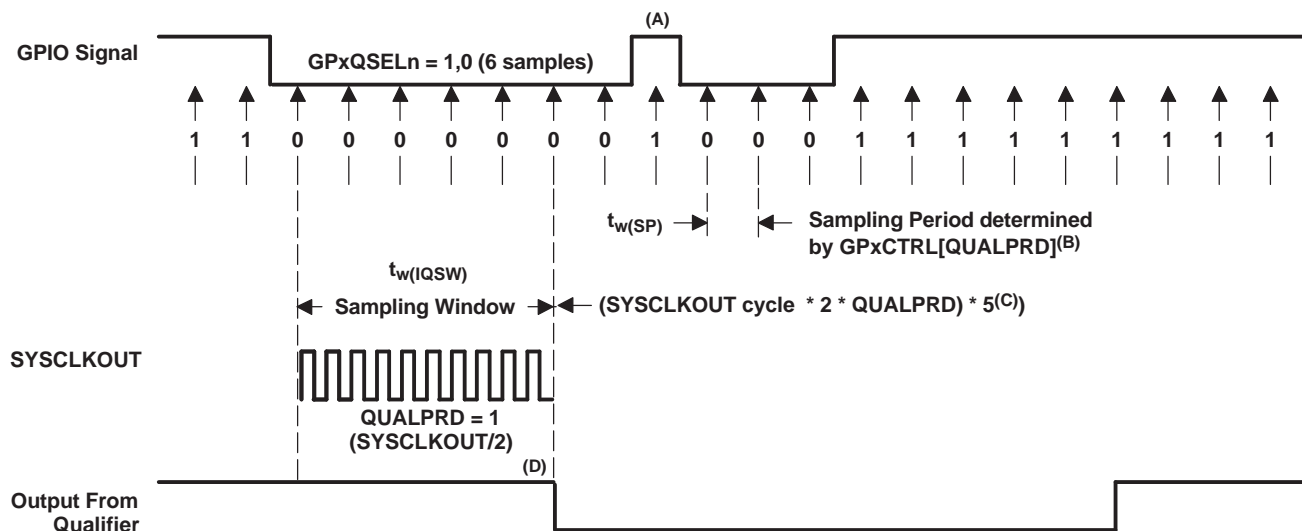 (A)
GPIO Signal
GPxQSELn = 1,0 (6 samples)
1 1 0 0 0 0 0 0 0 1 0 0 0 1 1 1 1 1 1 1 1 1
tw(SP)
Sampling Period determined
by GPxCTRL[QUALPRD](B)
tw(IQSW)
Sampling Window
(SYSCLKOUT cycle * 2 * QUALPRD) * 5(C))
SYSCLKOUT
QUALPRD = 1
(SYSCLKOUT/2)
(D)
Output From
Qualifier